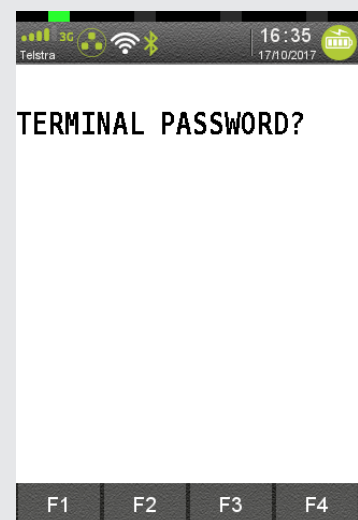 3G
16:35
Telstra
17/10/2017
TERMINAL PASSWORD?
F1 F2 F3 F4